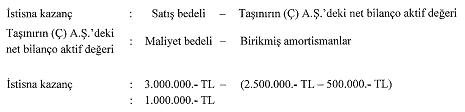 İstisna kazanç : Satış bedeli – Taşınırın (Ç) A.Ş.'deki net bilanço aktif değeri
Taşınırın (Ç) A.Ş.'deki
net bilanço aktif değeri : Maliyet bedeli – Birikmiş amortismanlar
İstisna kazanç : 3.000.000.- TL – (2.500.000.- TL – 500.000.- TL)
: 1.000.000.- TL